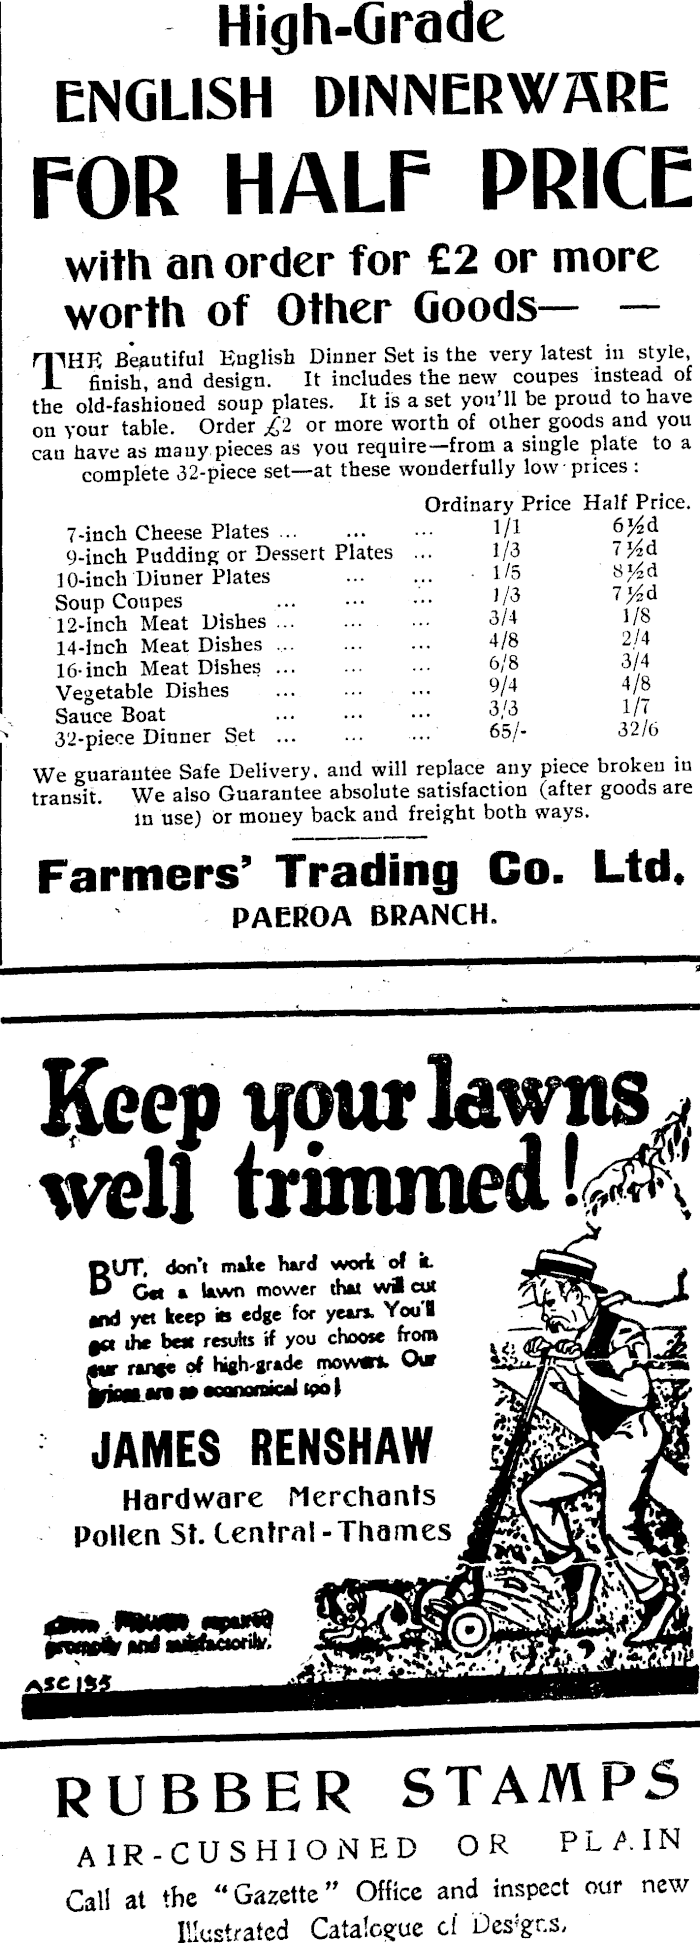 High-Grade
ENGLISH DINNERWARE
FOR HALF PRICE
with an order for £2 or more
worth of Other Goods— —
THE Beautiful English Dinner Set is the very latest in style,
finish, and design. It includes the new coupes instead of
the old-fashioned soup plates. It is a set you'll be proud to have
on your table. Order £2 or more worth of other goods and you
can have as many pieces as you require—from a single plate to a
complete 32-piece set—at these wonderfully low prices :
Ordinary Price Half Price.
7-inch Cheese Plates ... ... ... 1/1 6½d
9-inch Pudding or Dessert Plates ... 1/3 7½d
10-inch Dinner Plates ... ... 1/5 8½d
Soup Coupes ... ... ... 1/3 7½d
12-inch Meat Dishes ... ... ... 3/4 1/8
14-inch Meat Dishes ... ... ... 4/8 2/4
16-inch Meat Dishes ... ... ... 6/8 3/4
Vegetable Dishes ... ... ... 9/4 4/8
Sauce Boat ... ... ... 3/3 1/7
32-piece Dinner Set ... ... ... 65/- 32/6
We guarantee Safe Delivery, and will replace any piece broken in
transit. We also Guarantee absolute satisfaction (after goods are
in use) or money back and freight both ways.
Farmers' Trading Co. Ltd.
PAEROA BRANCH.
Keep your lawns
well trimmed!
BUT, don't make hard work of it.
Get a lawn mower that will cut
and yet keep its edge for years. You'll
get the best results if you choose from
our range of high-grade mowers. Our
prices are so economical too!
JAMES RENSHAW
Hardware Merchants
Pollen St. Central - Thames
Lawn Mowers repaired
promptly and satisfactorily.
ASC 135
RUBBER STAMPS
AIR-CUSHIONED OR PLAIN
Call at the "Gazette" Office and inspect our new
Illustrated Catalogue of Designs.